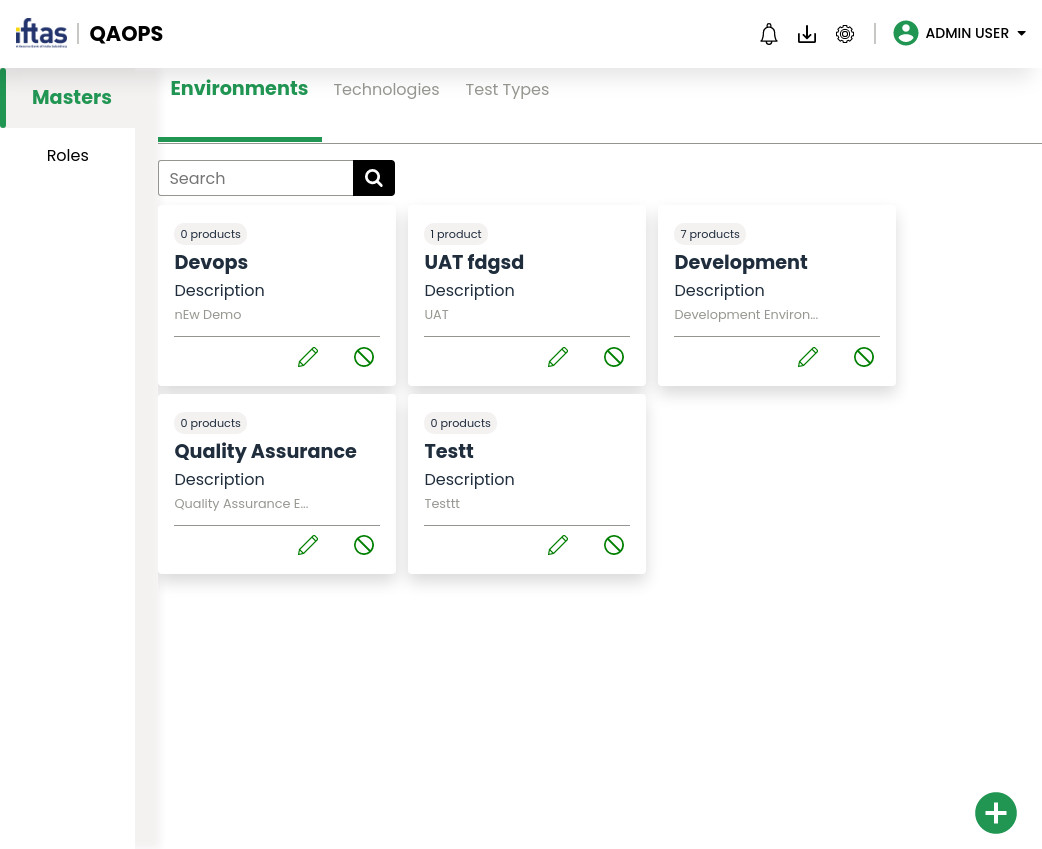 iftas
QAOPS
ADMIN USER
Masters
Roles
Environments
Technologies
Test Types
Search
0 products
Devops
Description
nEw Demo
1 product
UAT fdgsd
Description
UAT
7 products
Development
Description
Development Environ...
0 products
Quality Assurance
Description
Quality Assurance E...
0 products
Testt
Description
Testtt